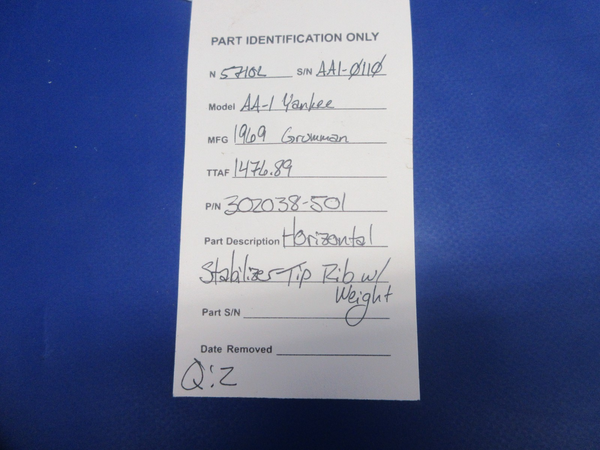 PART IDENTIFICATION ONLY
N 5710L S/N AA1-0110
Model AA-1 Yankee
MFG 1969 Grumman
TTAF 1476.89
P/N 302038-501
Part Description Horizontal
Stabilizer Tip Rib w/
Weight
Part S/N
Date Removed
Q:2